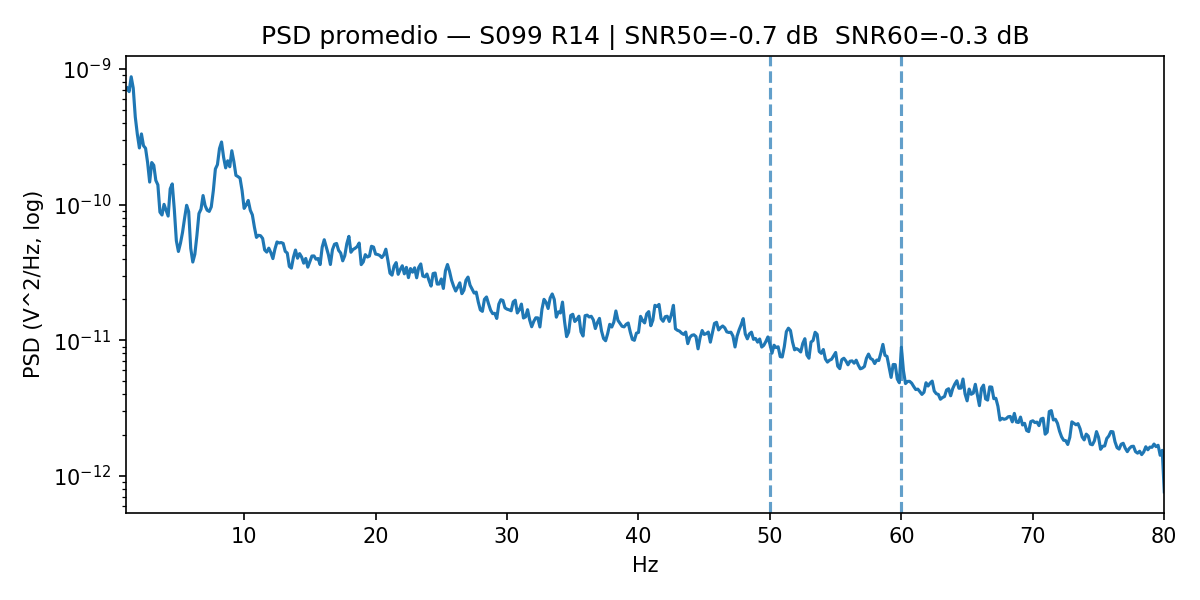 PSD promedio — S099 R14 | SNR50=-0.7 dB  SNR60=-0.3 dB
PSD (V^2/Hz, log)
10⁻⁹
10⁻¹⁰
10⁻¹¹
10⁻¹²
10 20 30 40 50 60 70 80
Hz